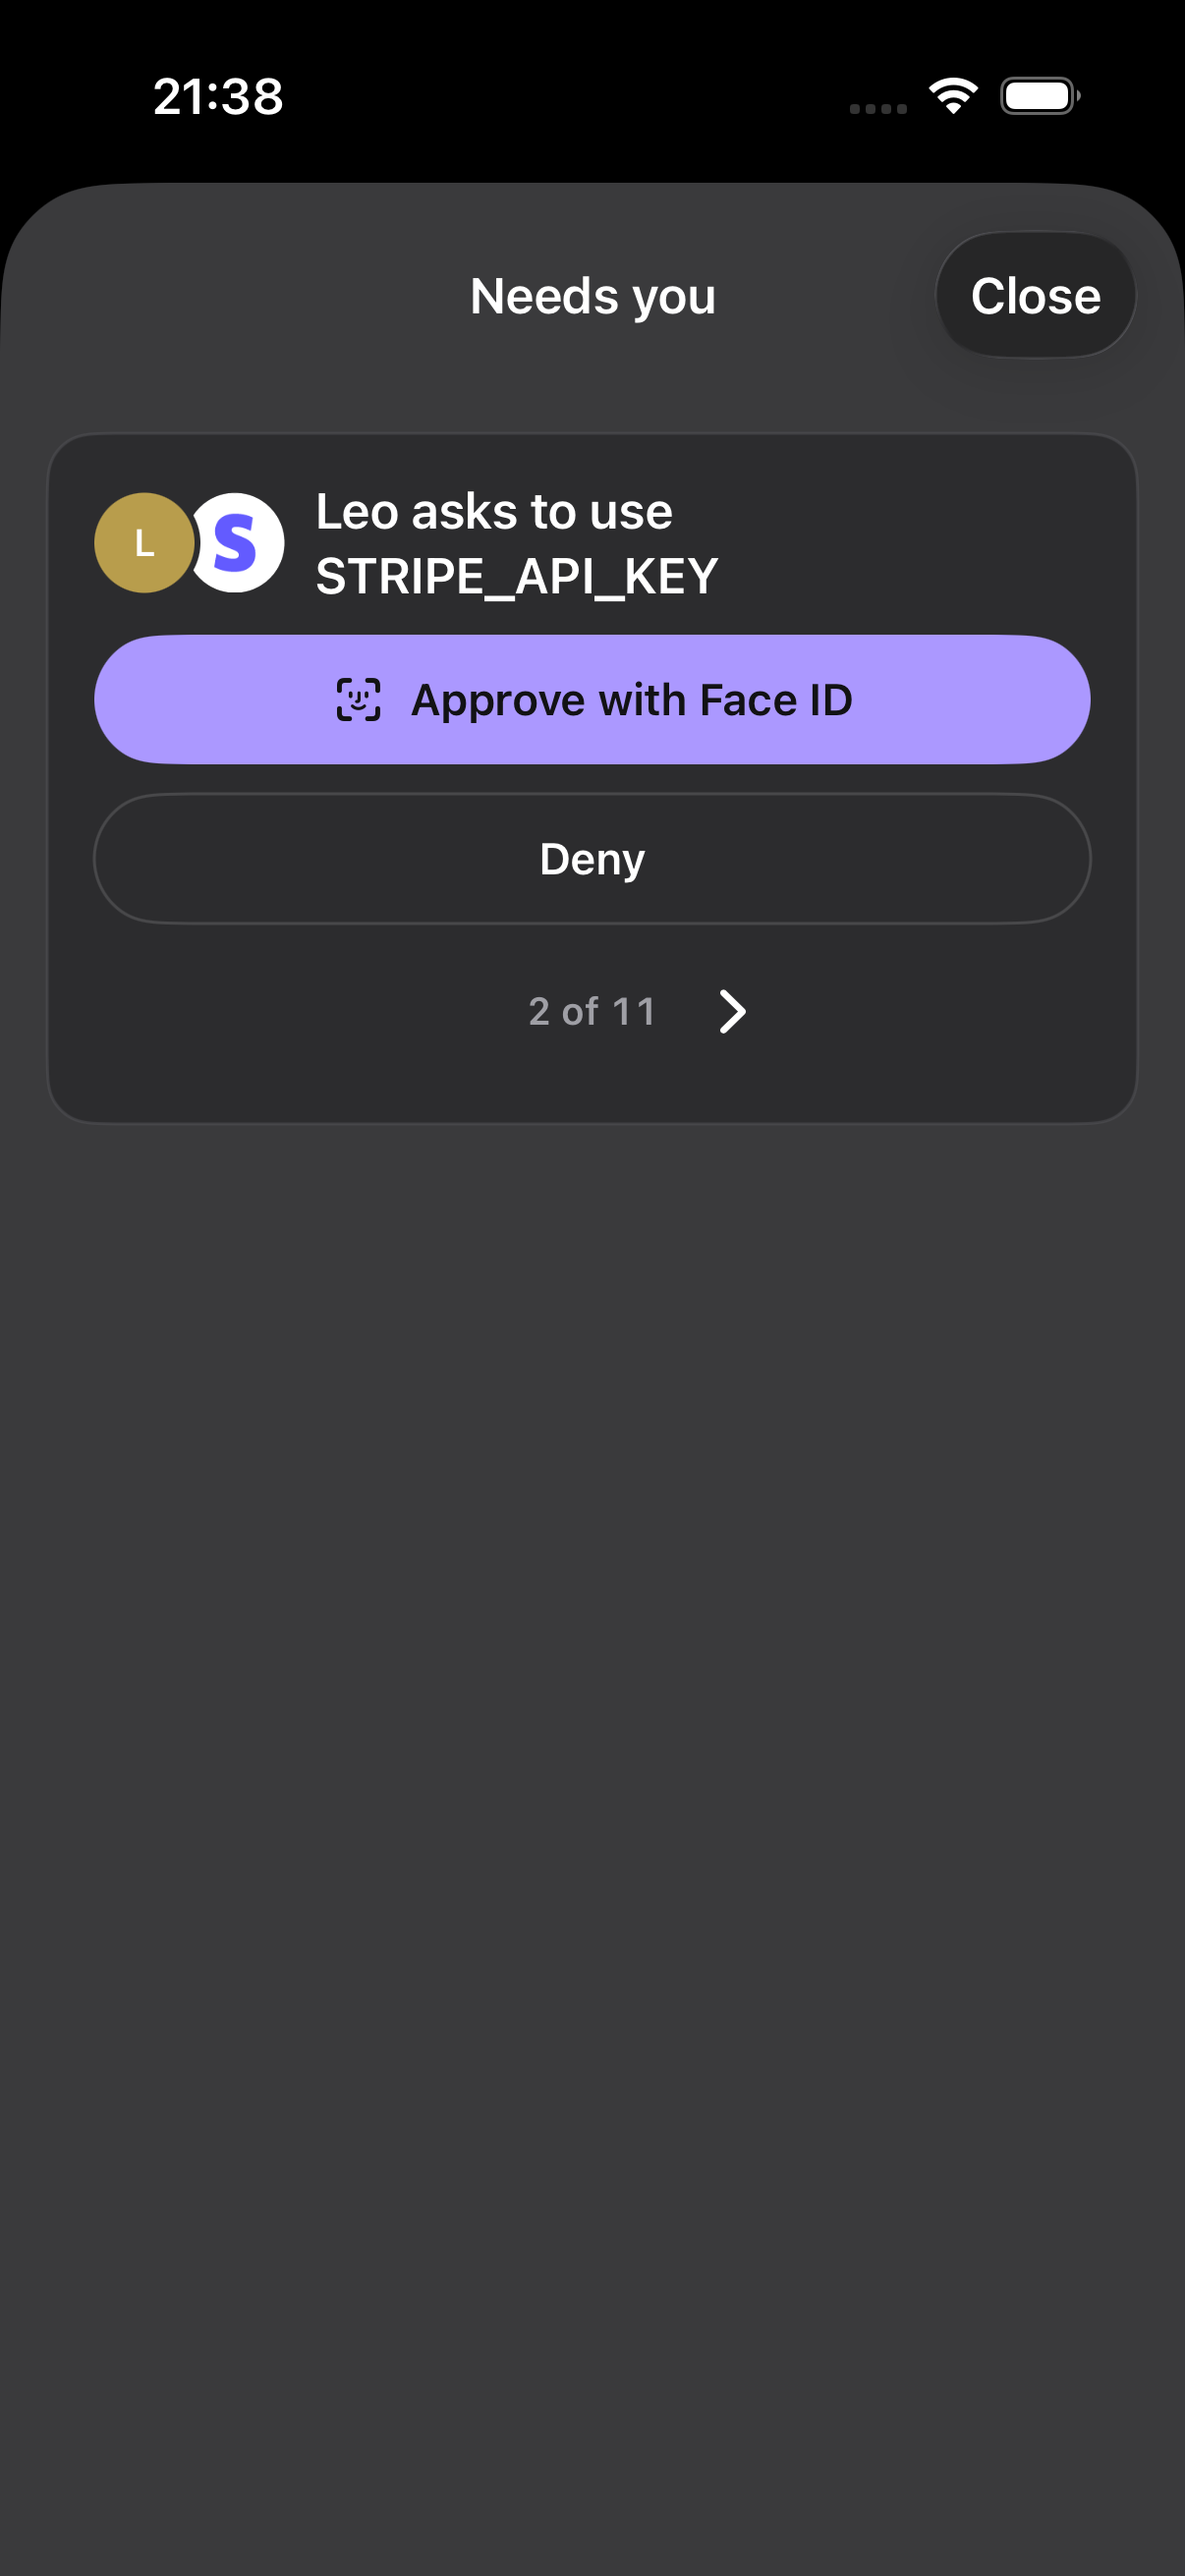 21:38
Needs you
Close
L
S
Leo asks to use
STRIPE_API_KEY
Approve with Face ID
Deny
2 of 11